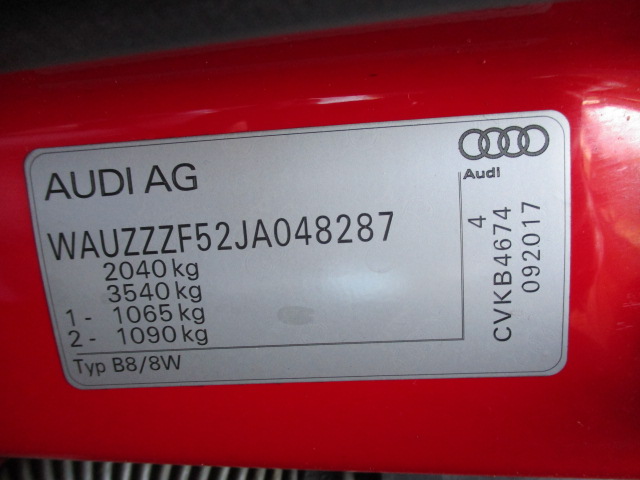 AUDI AG
Audi
WAUZZZF52JA048287
2040 kg
3540 kg
1 - 1065 kg
2 - 1090 kg
Typ B8/8W
4
CVKB4674
092017